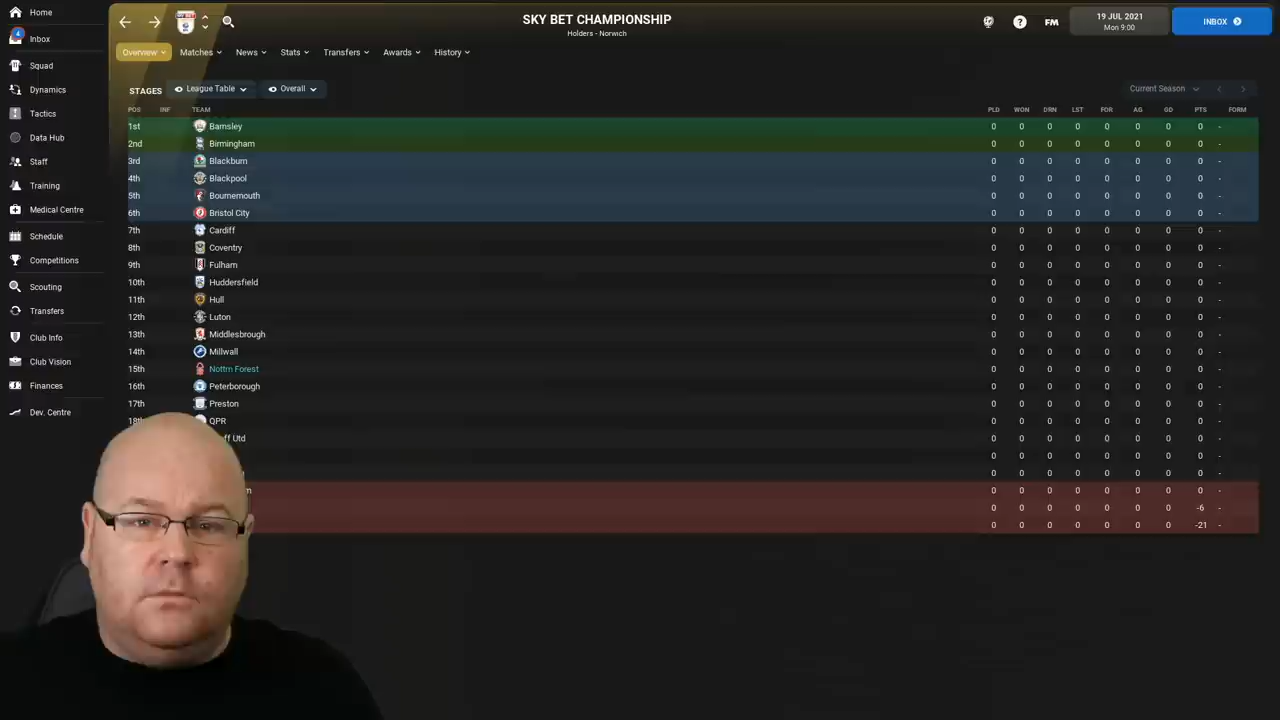 Home
4
Inbox
Squad
Dynamics
Tactics
Data Hub
Staff
Training
Medical Centre
Schedule
Competitions
Scouting
Transfers
Club Info
Club Vision
Finances
Dev. Centre
SKY BET CHAMPIONSHIP
Holders - Norwich
? FM 19 JUL 2021
Mon 9:00
INBOX
Overview Matches News Stats Transfers Awards History
STAGES League Table Overall Current Season
POS INF TEAM PLD WON DRN LST FOR AG GD PTS FORM
1st Barnsley 0 0 0 0 0 0 0 0 -
2nd Birmingham 0 0 0 0 0 0 0 0 -
3rd Blackburn 0 0 0 0 0 0 0 0 -
4th Blackpool 0 0 0 0 0 0 0 0 -
5th Bournemouth 0 0 0 0 0 0 0 0 -
6th Bristol City 0 0 0 0 0 0 0 0 -
7th Cardiff 0 0 0 0 0 0 0 0 -
8th Coventry 0 0 0 0 0 0 0 0 -
9th Fulham 0 0 0 0 0 0 0 0 -
10th Huddersfield 0 0 0 0 0 0 0 0 -
11th Hull 0 0 0 0 0 0 0 0 -
12th Luton 0 0 0 0 0 0 0 0 -
13th Middlesbrough 0 0 0 0 0 0 0 0 -
14th Millwall 0 0 0 0 0 0 0 0 -
15th Nottm Forest 0 0 0 0 0 0 0 0 -
16th Peterborough 0 0 0 0 0 0 0 0 -
17th Preston 0 0 0 0 0 0 0 0 -
QPR 0 0 0 0 0 0 0 0 -
Utd 0 0 0 0 0 0 0 0 -
0 0 0 0 0 0 0 0 -
0 0 0 0 0 0 0 0 -
0 0 0 0 0 0 0 0 -
0 0 0 0 0 0 0 -6 -
0 0 0 0 0 0 0 -21 -